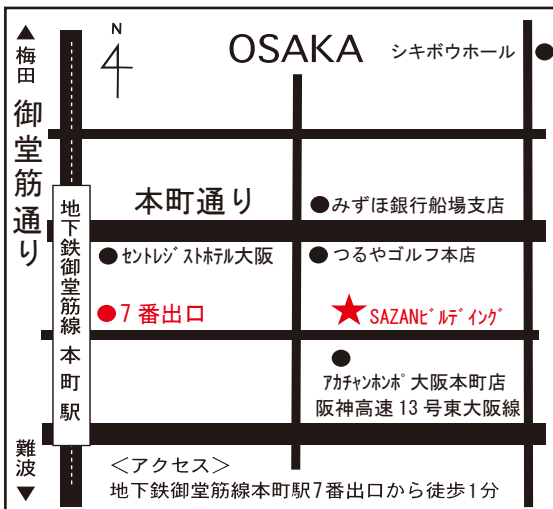 ▲
梅田
御堂筋通り
N
OSAKA
シキボウホール
本町通り
みずほ銀行船場支店
セントレジストホテル大阪
つるやゴルフ本店
地下鉄御堂筋線 本町駅
7番出口
★ SAZANビルディング
アカチャンホンポ 大阪本町店
阪神高速13号東大阪線
難波
▼
＜アクセス＞
地下鉄御堂筋線本町駅7番出口から徒歩1分